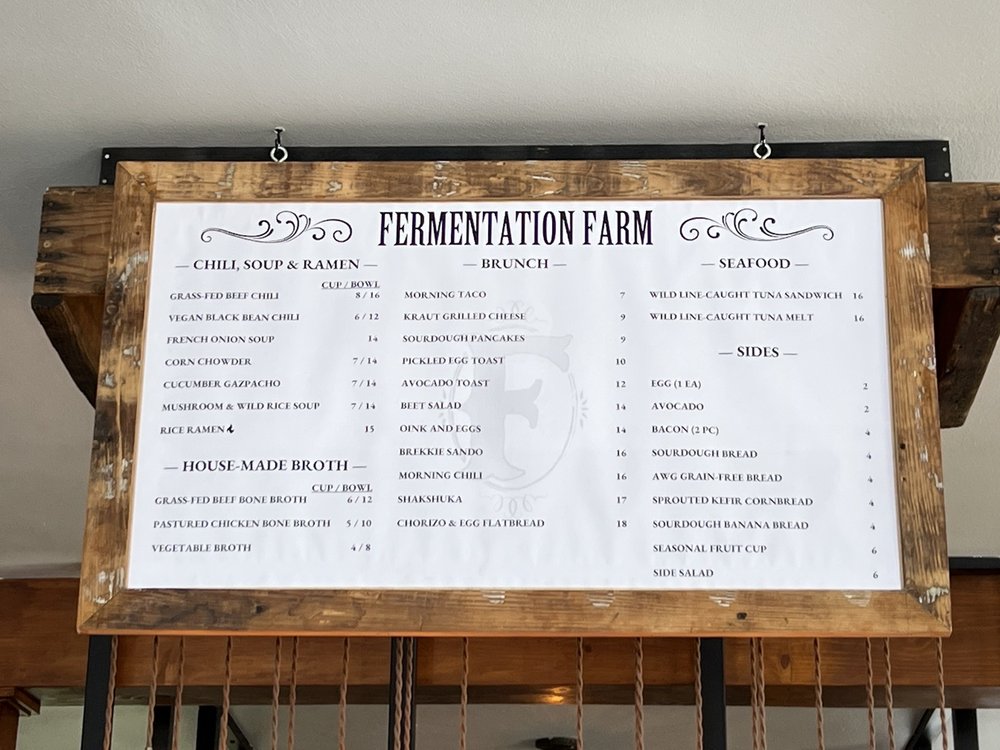 FERMENTATION FARM
— CHILI, SOUP & RAMEN —
CUP / BOWL
GRASS-FED BEEF CHILI 8 / 16
VEGAN BLACK BEAN CHILI 6 / 12
FRENCH ONION SOUP 14
CORN CHOWDER 7 / 14
CUCUMBER GAZPACHO 7 / 14
MUSHROOM & WILD RICE SOUP 7 / 14
RICE RAMEN 15
— HOUSE-MADE BROTH —
CUP / BOWL
GRASS-FED BEEF BONE BROTH 6 / 12
PASTURED CHICKEN BONE BROTH 5 / 10
VEGETABLE BROTH 4 / 8
— BRUNCH —
MORNING TACO 7
KRAUT GRILLED CHEESE 9
SOURDOUGH PANCAKES 9
PICKLED EGG TOAST 10
AVOCADO TOAST 12
BEET SALAD 14
OINK AND EGGS 14
BREKKIE SANDO 16
MORNING CHILI 16
SHAKSHUKA 17
CHORIZO & EGG FLATBREAD 18
F
— SEAFOOD —
WILD LINE-CAUGHT TUNA SANDWICH 16
WILD LINE-CAUGHT TUNA MELT 16
— SIDES —
EGG (1 EA) 2
AVOCADO 2
BACON (2 PC) 4
SOURDOUGH BREAD 4
AWG GRAIN-FREE BREAD 4
SPROUTED KEFIR CORNBREAD 4
SOURDOUGH BANANA BREAD 4
SEASONAL FRUIT CUP 6
SIDE SALAD 6